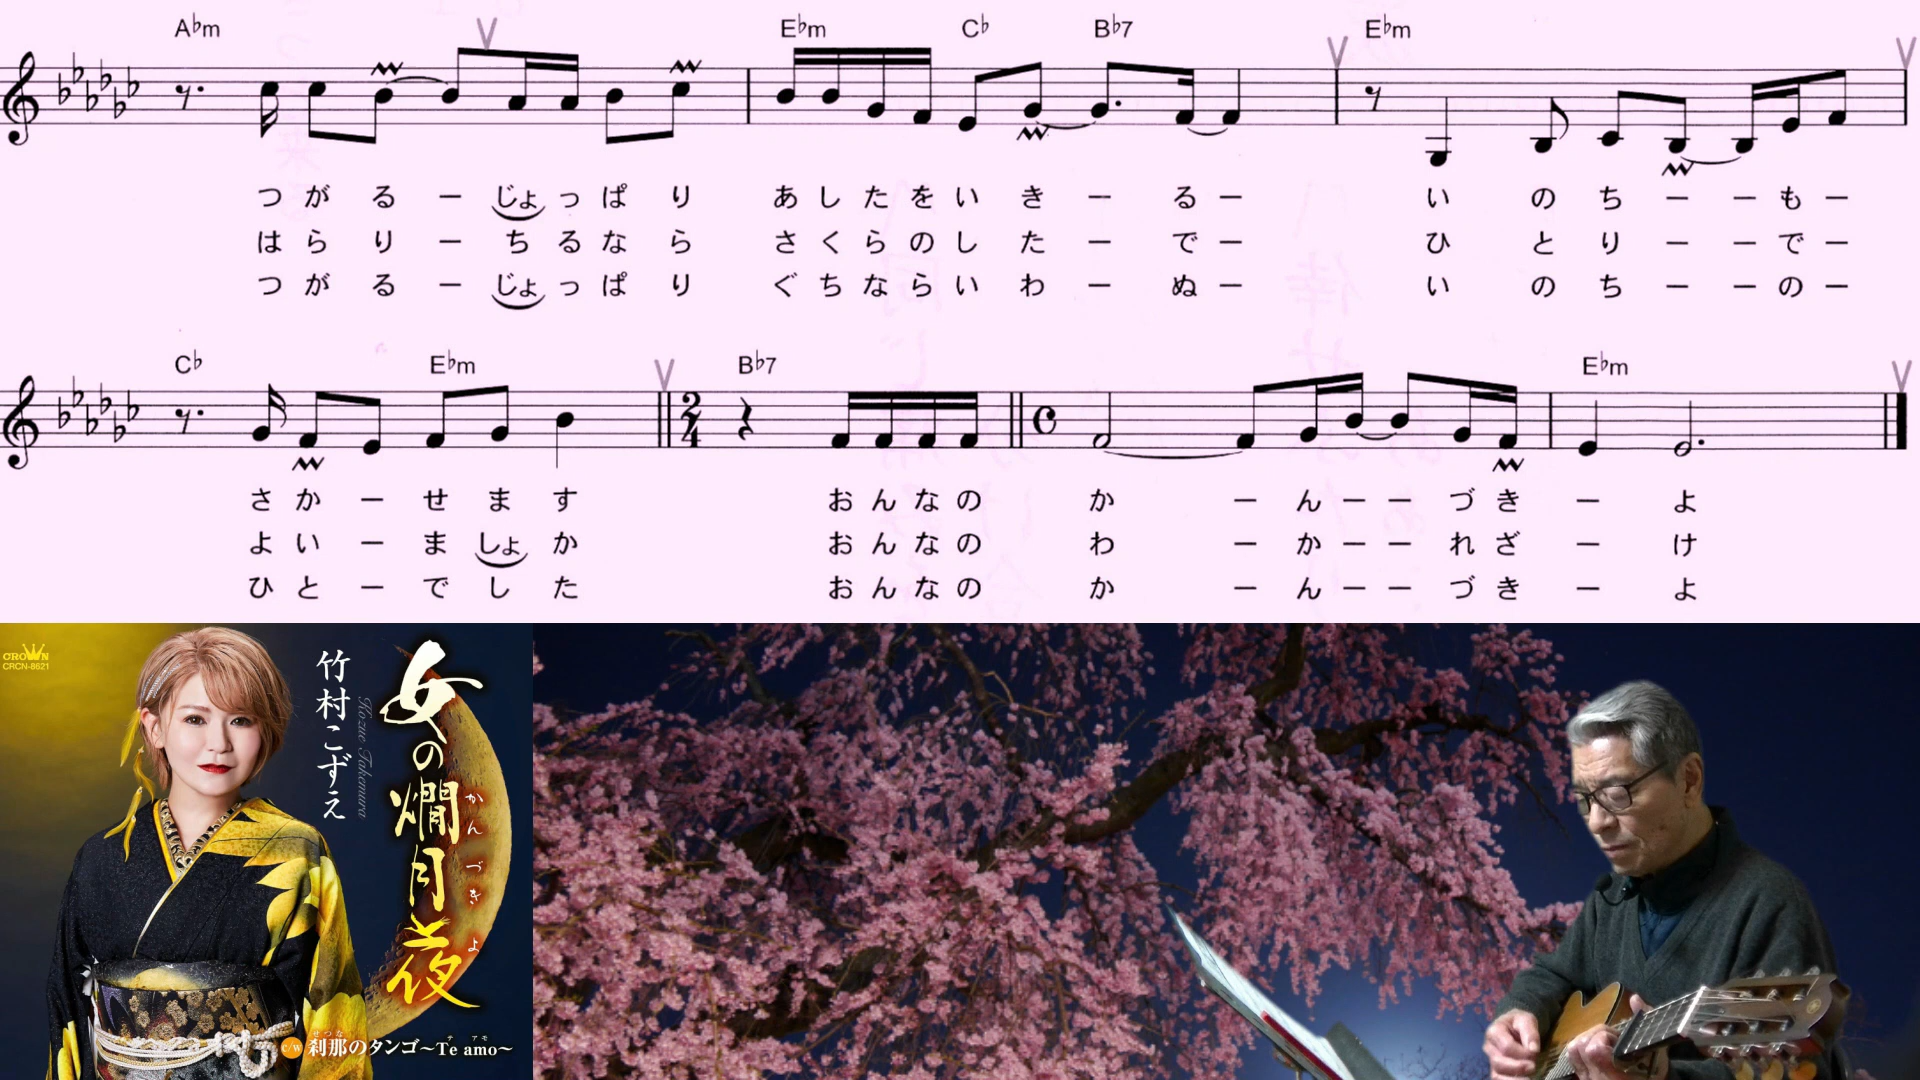 A♭m E♭m C♭ B♭7 E♭m
つがるーじょっぱり あしたをいきーるー いのちーーもー
はらりーちるなら さくらのしたーでー ひとりーーでー
つがるーじょっぱり ぐちならいわーぬー いのちーーのー
C♭ E♭m B♭7 E♭m
2
4
さかーせます おんなの かーんーーづきーよ
よいーましょか おんなの わーかーーれざーけ
ひとーでした おんなの かーんーーづきーよ
CROWN
CRCN-8621
竹村こずえ
Kozue Takemura
女の燗月夜
かんづきよ
せつな テ アモ
c/w 刹那のタンゴ～Te amo～